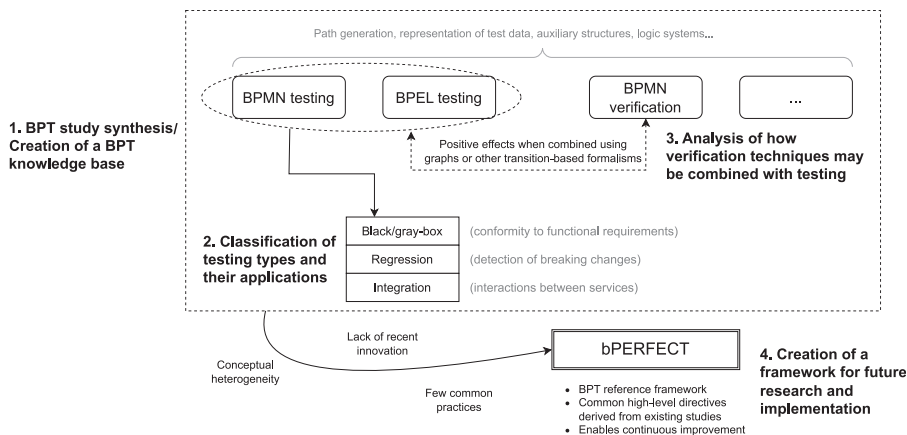 Path generation, representation of test data, auxiliary structures, logic systems...
BPMN testing
BPEL testing
BPMN
verification
...
1. BPT study synthesis/
Creation of a BPT
knowledge base
Positive effects when combined using
graphs or other transition-based formalisms
3. Analysis of how
verification techniques may
be combined with testing
2. Classification of
testing types and
their applications
Black/gray-box
(conformity to functional requirements)
Regression
(detection of breaking changes)
Integration
(interactions between services)
Lack of recent
innovation
Conceptual
heterogeneity
Few common
practices
bPERFECT
• BPT reference framework
• Common high-level directives
derived from existing studies
• Enables continuous improvement
4. Creation of a
framework for future
research and
implementation